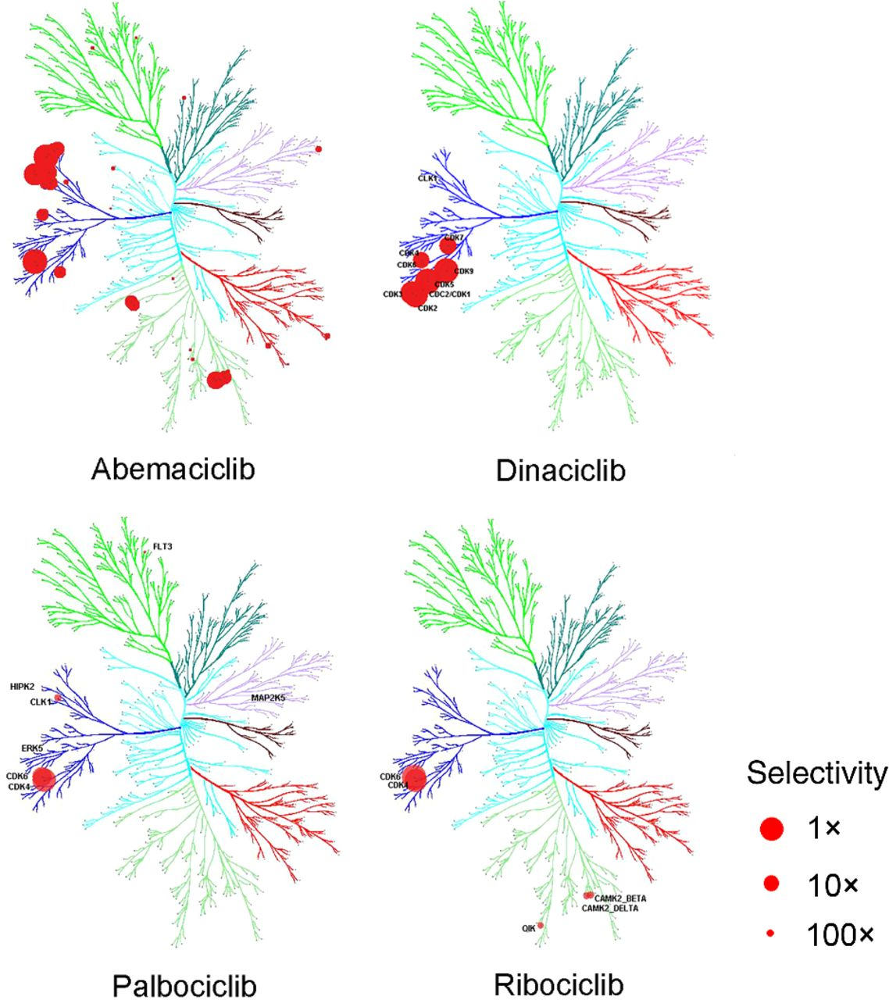 CLK1
CDK7
CDK4
CDK6
CDK9
CDK5
CDK3
CDC2/CDK1
CDK2
Abemaciclib
Dinaciclib
FLT3
HIPK2
CLK1
MAP2K5
ERK5
CDK6
CDK4
CDK6
CDK4
Selectivity
1×
10×
100×
CAMK2_BETA
CAMK2_DELTA
QIK
Palbociclib
Ribociclib